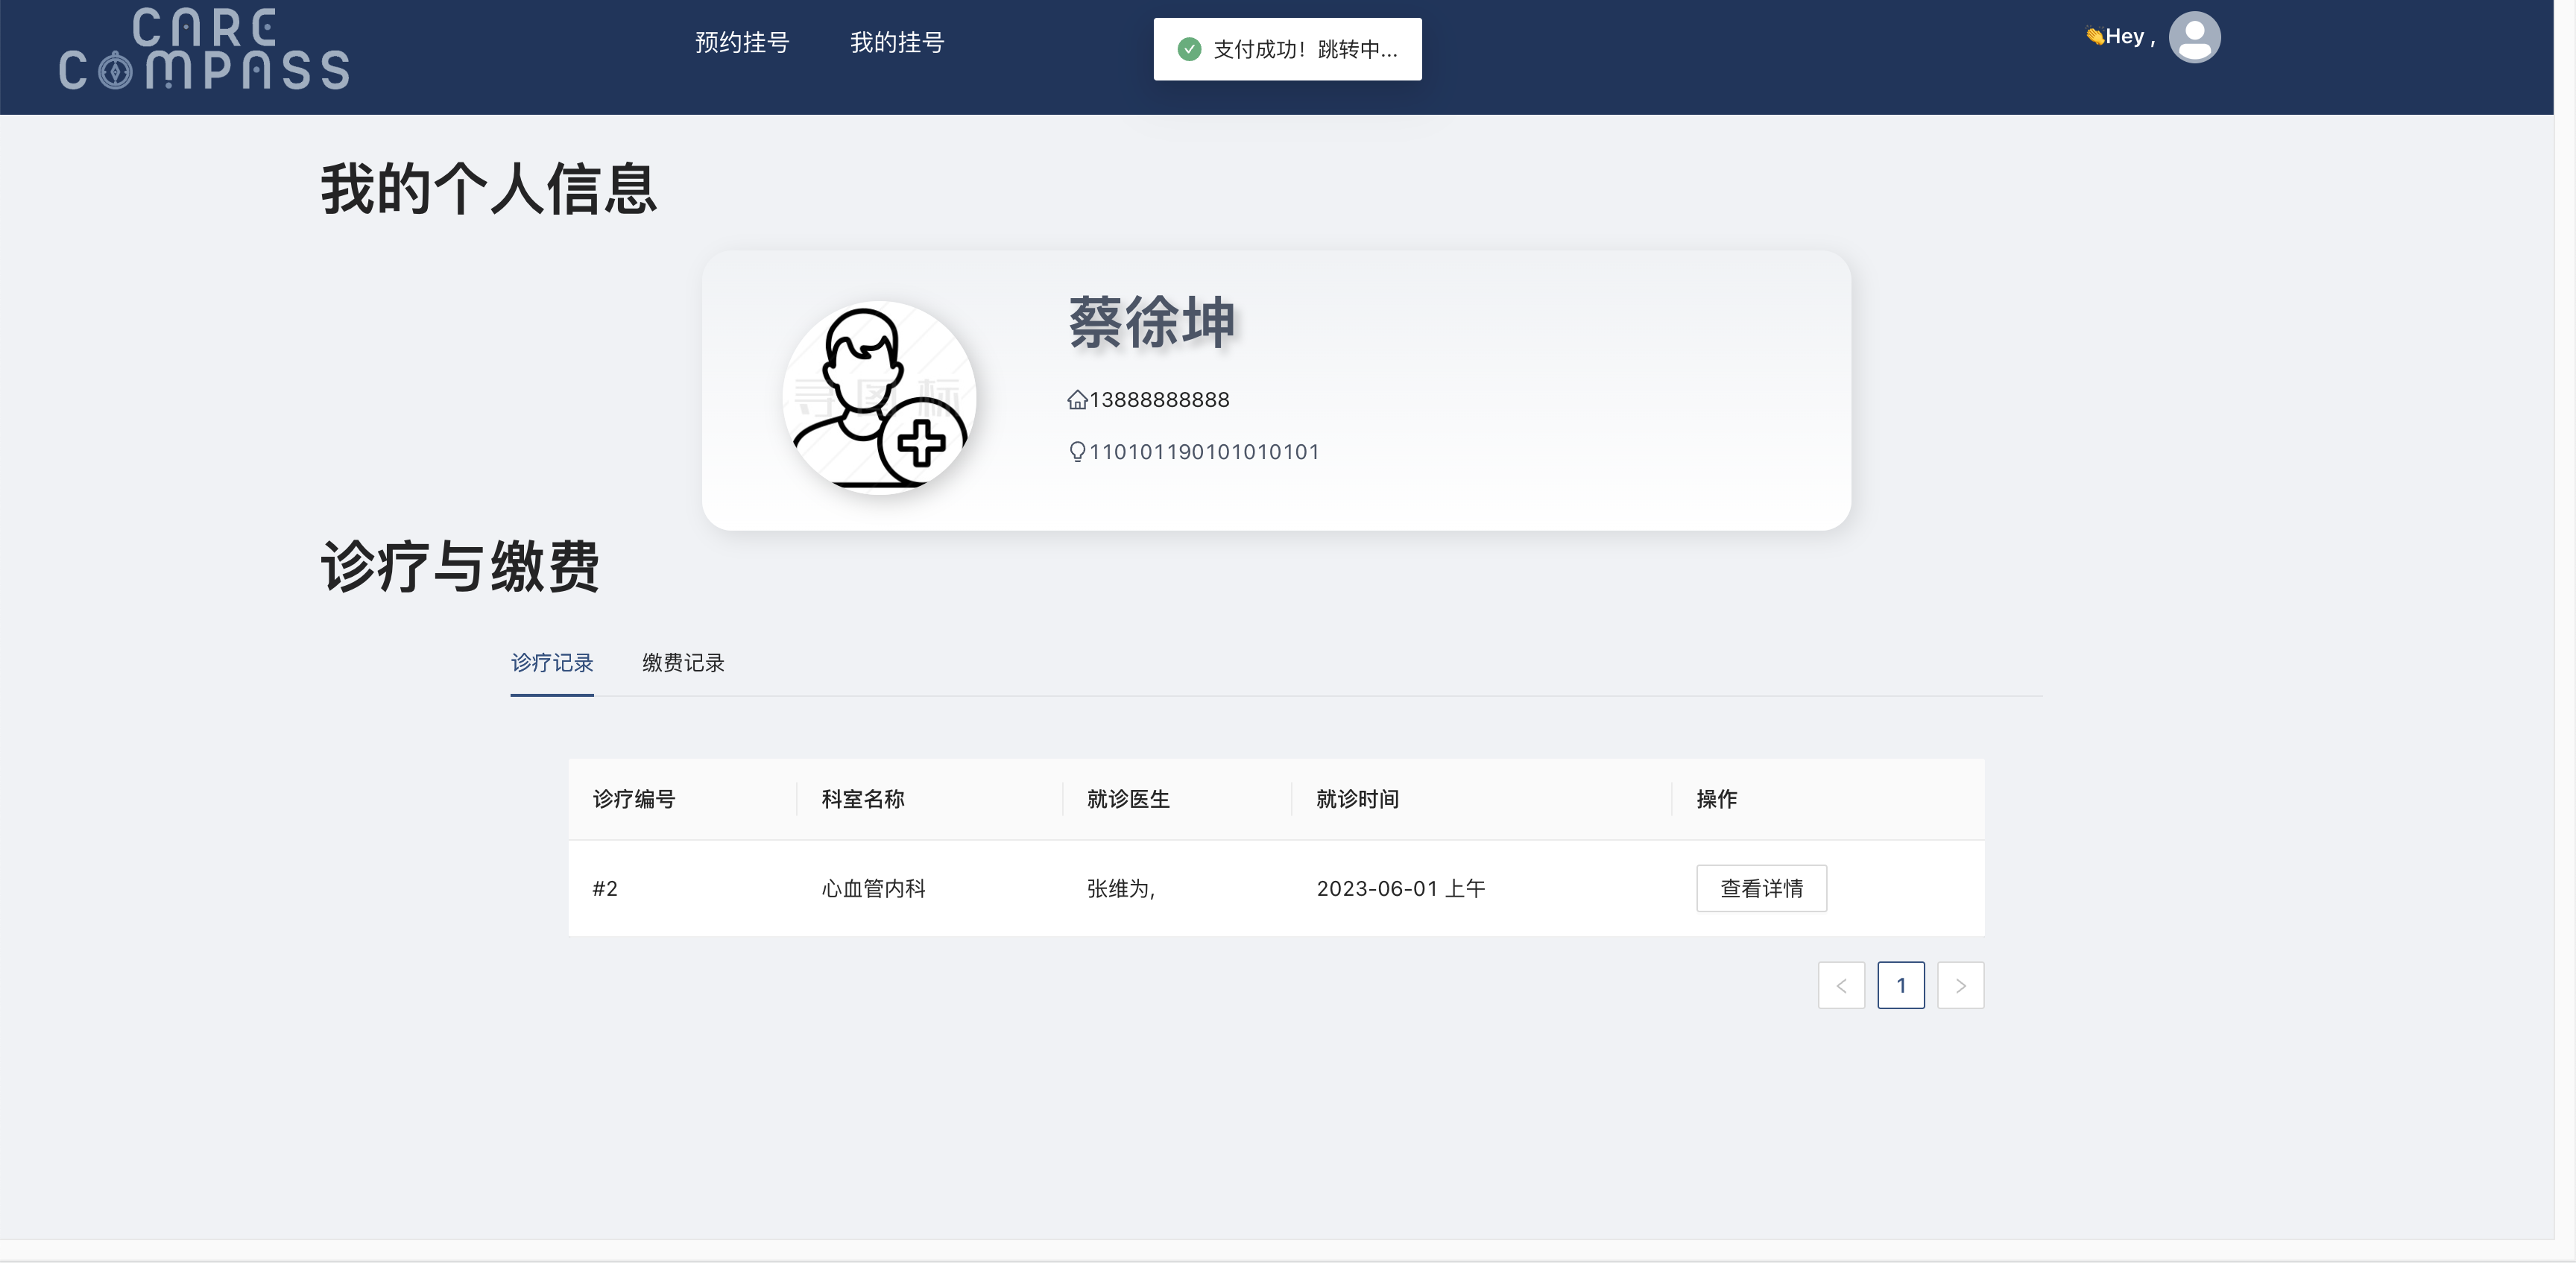 CARE
COMPASS
预约挂号
我的挂号
支付成功！跳转中...
👏Hey ,
我的个人信息
寻图标
蔡徐坤
13888888888
110101190101010101
诊疗与缴费
诊疗记录
缴费记录
诊疗编号 科室名称 就诊医生 就诊时间 操作
#2 心血管内科 张维为, 2023-06-01 上午 查看详情
< 1 >